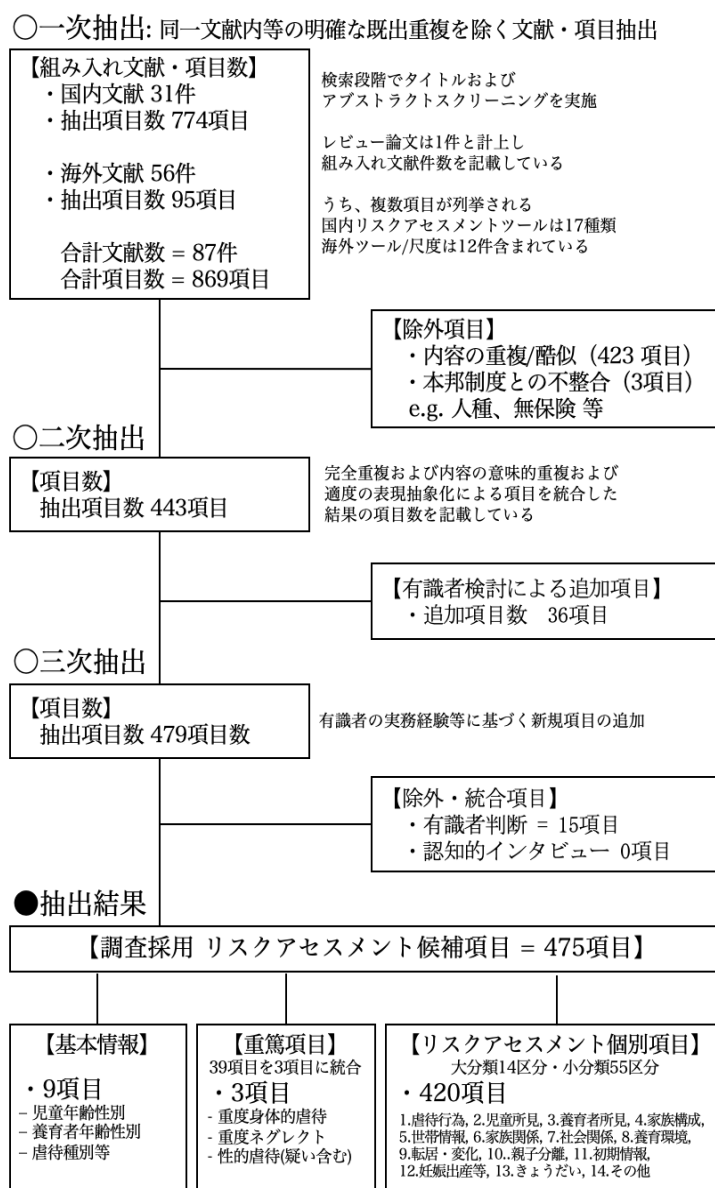 〇一次抽出: 同一文献内等の明確な既出重複を除く文献・項目抽出
【組み入れ文献・項目数】
・国内文献 31件
・抽出項目数 774項目
・海外文献 56件
・抽出項目数 95項目
合計文献数 = 87件
合計項目数 = 869項目
検索段階でタイトルおよび
アブストラクトスクリーニングを実施
レビュー論文は1件と計上し
組み入れ文献件数を記載している
うち、複数項目が列挙される
国内リスクアセスメントツールは17種類
海外ツール/尺度は12件含まれている
【除外項目】
・内容の重複/酷似（423 項目）
・本邦制度との不整合（3項目）
e.g. 人種、無保険 等
〇二次抽出
【項目数】
抽出項目数 443項目
完全重複および内容の意味的重複および
適度の表現抽象化による項目を統合した
結果の項目数を記載している
【有識者検討による追加項目】
・追加項目数　36項目
〇三次抽出
【項目数】
抽出項目数 479項目数
有識者の実務経験等に基づく新規項目の追加
【除外・統合項目】
・有識者判断 = 15項目
・認知的インタビュー 0項目
●抽出結果
【調査採用 リスクアセスメント候補項目 = 475項目】
【基本情報】
・9項目
– 児童年齢性別
– 養育者年齢性別
– 虐待種別等
【重篤項目】
39項目を3項目に統合
・3項目
- 重度身体的虐待
- 重度ネグレクト
- 性的虐待(疑い含む)
【リスクアセスメント個別項目】
大分類14区分・小分類55区分
・420項目
1.虐待行為, 2.児童所見, 3.養育者所見, 4.家族構成,
5.世帯情報, 6.家族関係, 7.社会関係, 8.養育環境,
9.転居・変化, 10..親子分離, 11.初期情報,
12.妊娠出産等, 13.きょうだい, 14.その他